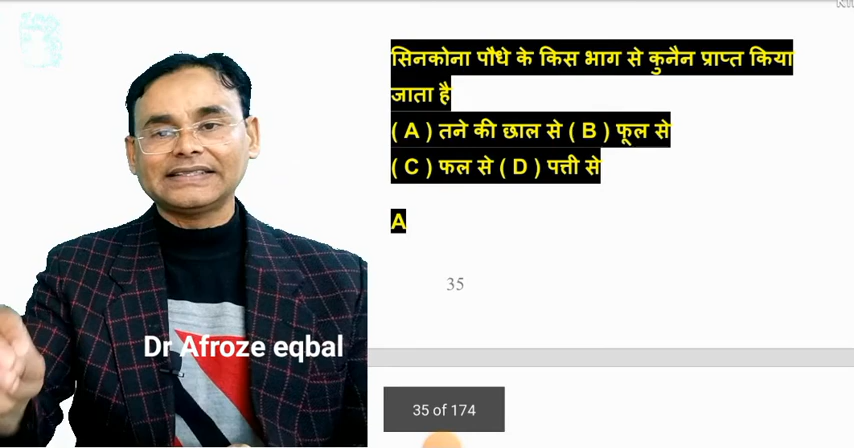 सिनकोना पौधे के किस भाग से कुनैन प्राप्त किया
जाता है
( A ) तने की छाल से ( B ) फूल से
( C ) फल से ( D ) पत्ती से
A
35
Dr Afroze eqbal
35 of 174